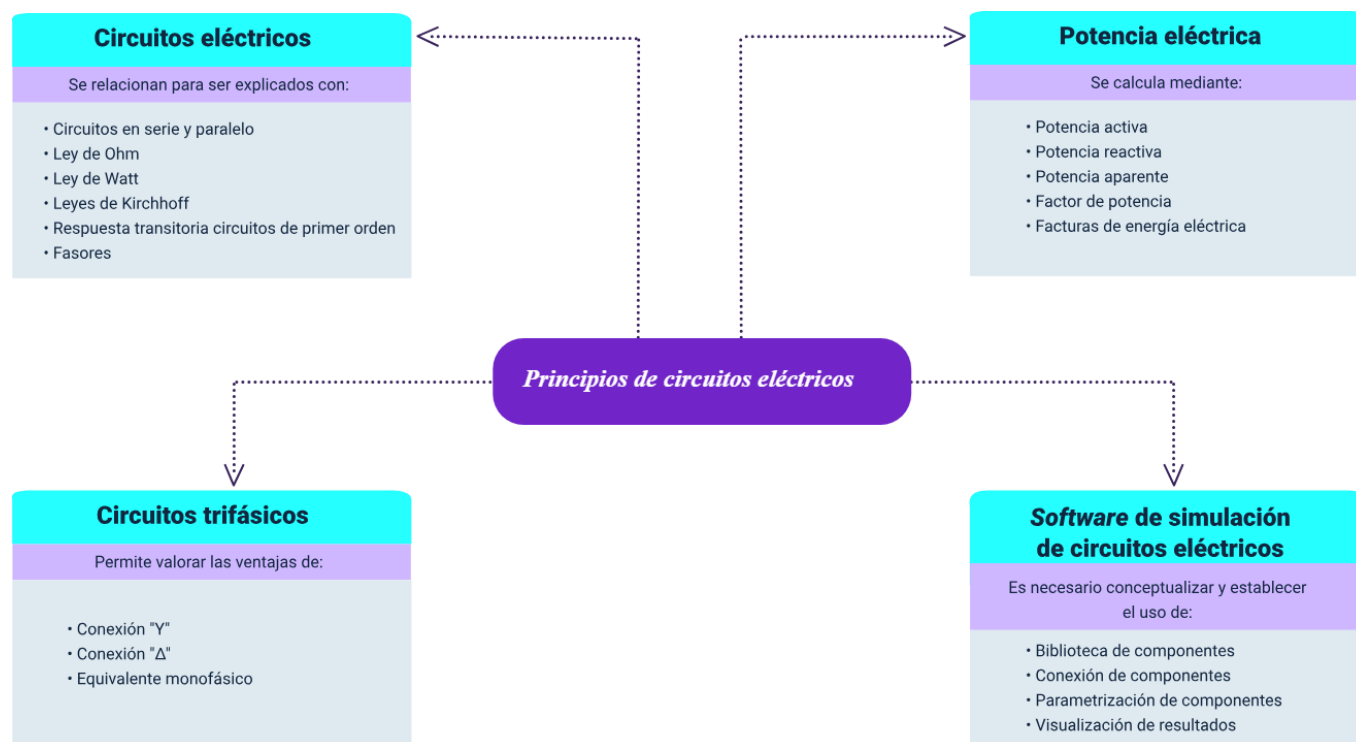 Circuitos eléctricos
Se relacionan para ser explicados con:
• Circuitos en serie y paralelo
• Ley de Ohm
• Ley de Watt
• Leyes de Kirchhoff
• Respuesta transitoria circuitos de primer orden
• Fasores
Potencia eléctrica
Se calcula mediante:
• Potencia activa
• Potencia reactiva
• Potencia aparente
• Factor de potencia
• Facturas de energía eléctrica
Principios de circuitos eléctricos
Circuitos trifásicos
Permite valorar las ventajas de:
• Conexión "Y"
• Conexión "Δ"
• Equivalente monofásico
Software de simulación
de circuitos eléctricos
Es necesario conceptualizar y establecer
el uso de:
• Biblioteca de componentes
• Conexión de componentes
• Parametrización de componentes
• Visualización de resultados